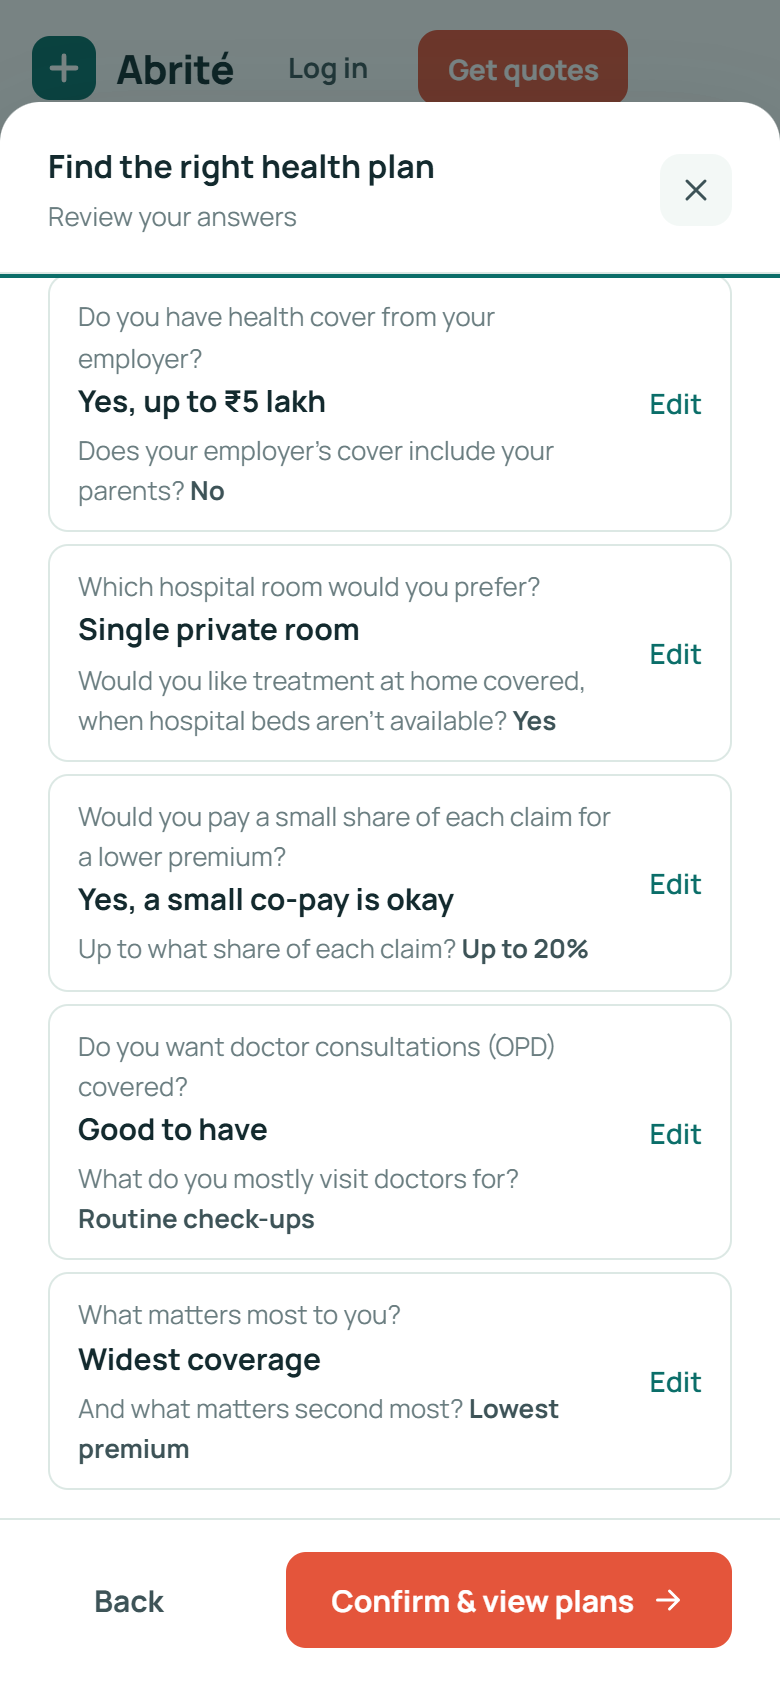 Abrité
Log in
Get quotes
Find the right health plan
Review your answers
Do you have health cover from your
employer?
Yes, up to ₹5 lakh
Edit
Does your employer’s cover include your
parents? No
Which hospital room would you prefer?
Single private room
Edit
Would you like treatment at home covered,
when hospital beds aren’t available? Yes
Would you pay a small share of each claim for
a lower premium?
Yes, a small co-pay is okay
Edit
Up to what share of each claim? Up to 20%
Do you want doctor consultations (OPD)
covered?
Good to have
Edit
What do you mostly visit doctors for?
Routine check-ups
What matters most to you?
Widest coverage
Edit
And what matters second most? Lowest
premium
Back
Confirm & view plans →